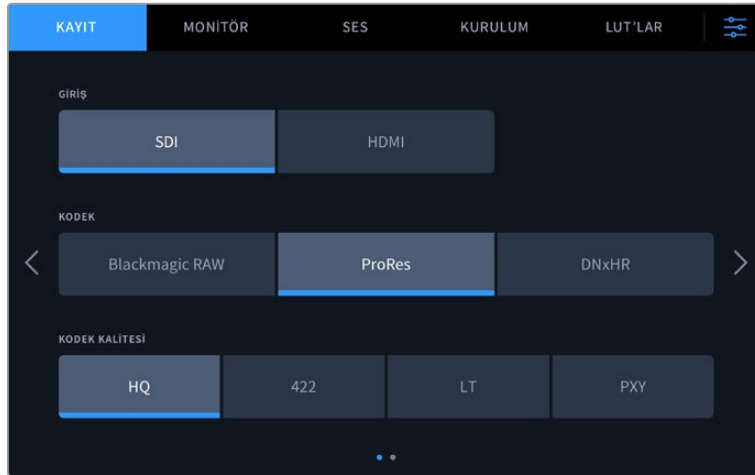 KAYIT MONİTÖR SES KURULUM LUT'LAR
GİRİŞ
SDI HDMI
KODEK
Blackmagic RAW ProRes DNxHR
KODEK KALİTESİ
HQ 422 LT PXY